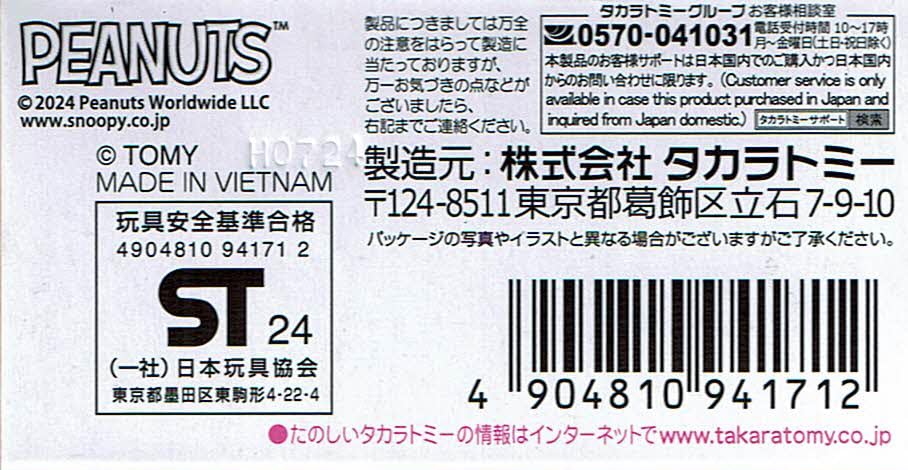 PEANUTS™
© 2024 Peanuts Worldwide LLC
www.snoopy.co.jp
製品につきましては万全
の注意をはらって製造に
当たっておりますが、
万一お気づきの点などが
ございましたら、
右記までご連絡ください。
タカラトミーグループ お客様相談室
0570-041031 電話受付時間 10〜17時
月〜金曜日(土日・祝日除く)
本製品のお客様サポートは日本国内でのご購入かつ日本国内
からのお問い合わせに限ります。(Customer service is only
available in case this product purchased in Japan and
inquired from Japan domestic.) タカラトミーサポート 検索
© TOMY
MADE IN VIETNAM
H0724
製造元：株式会社 タカラトミー
〒124-8511 東京都葛飾区立石 7-9-10
パッケージの写真やイラストと異なる場合がございますがご了承ください。
玩具安全基準合格
4904810 94171 2
ST 24
(一社) 日本玩具協会
東京都墨田区東駒形4-22-4
4 904810 941712
●たのしいタカラトミーの情報はインターネットで www.takaratomy.co.jp